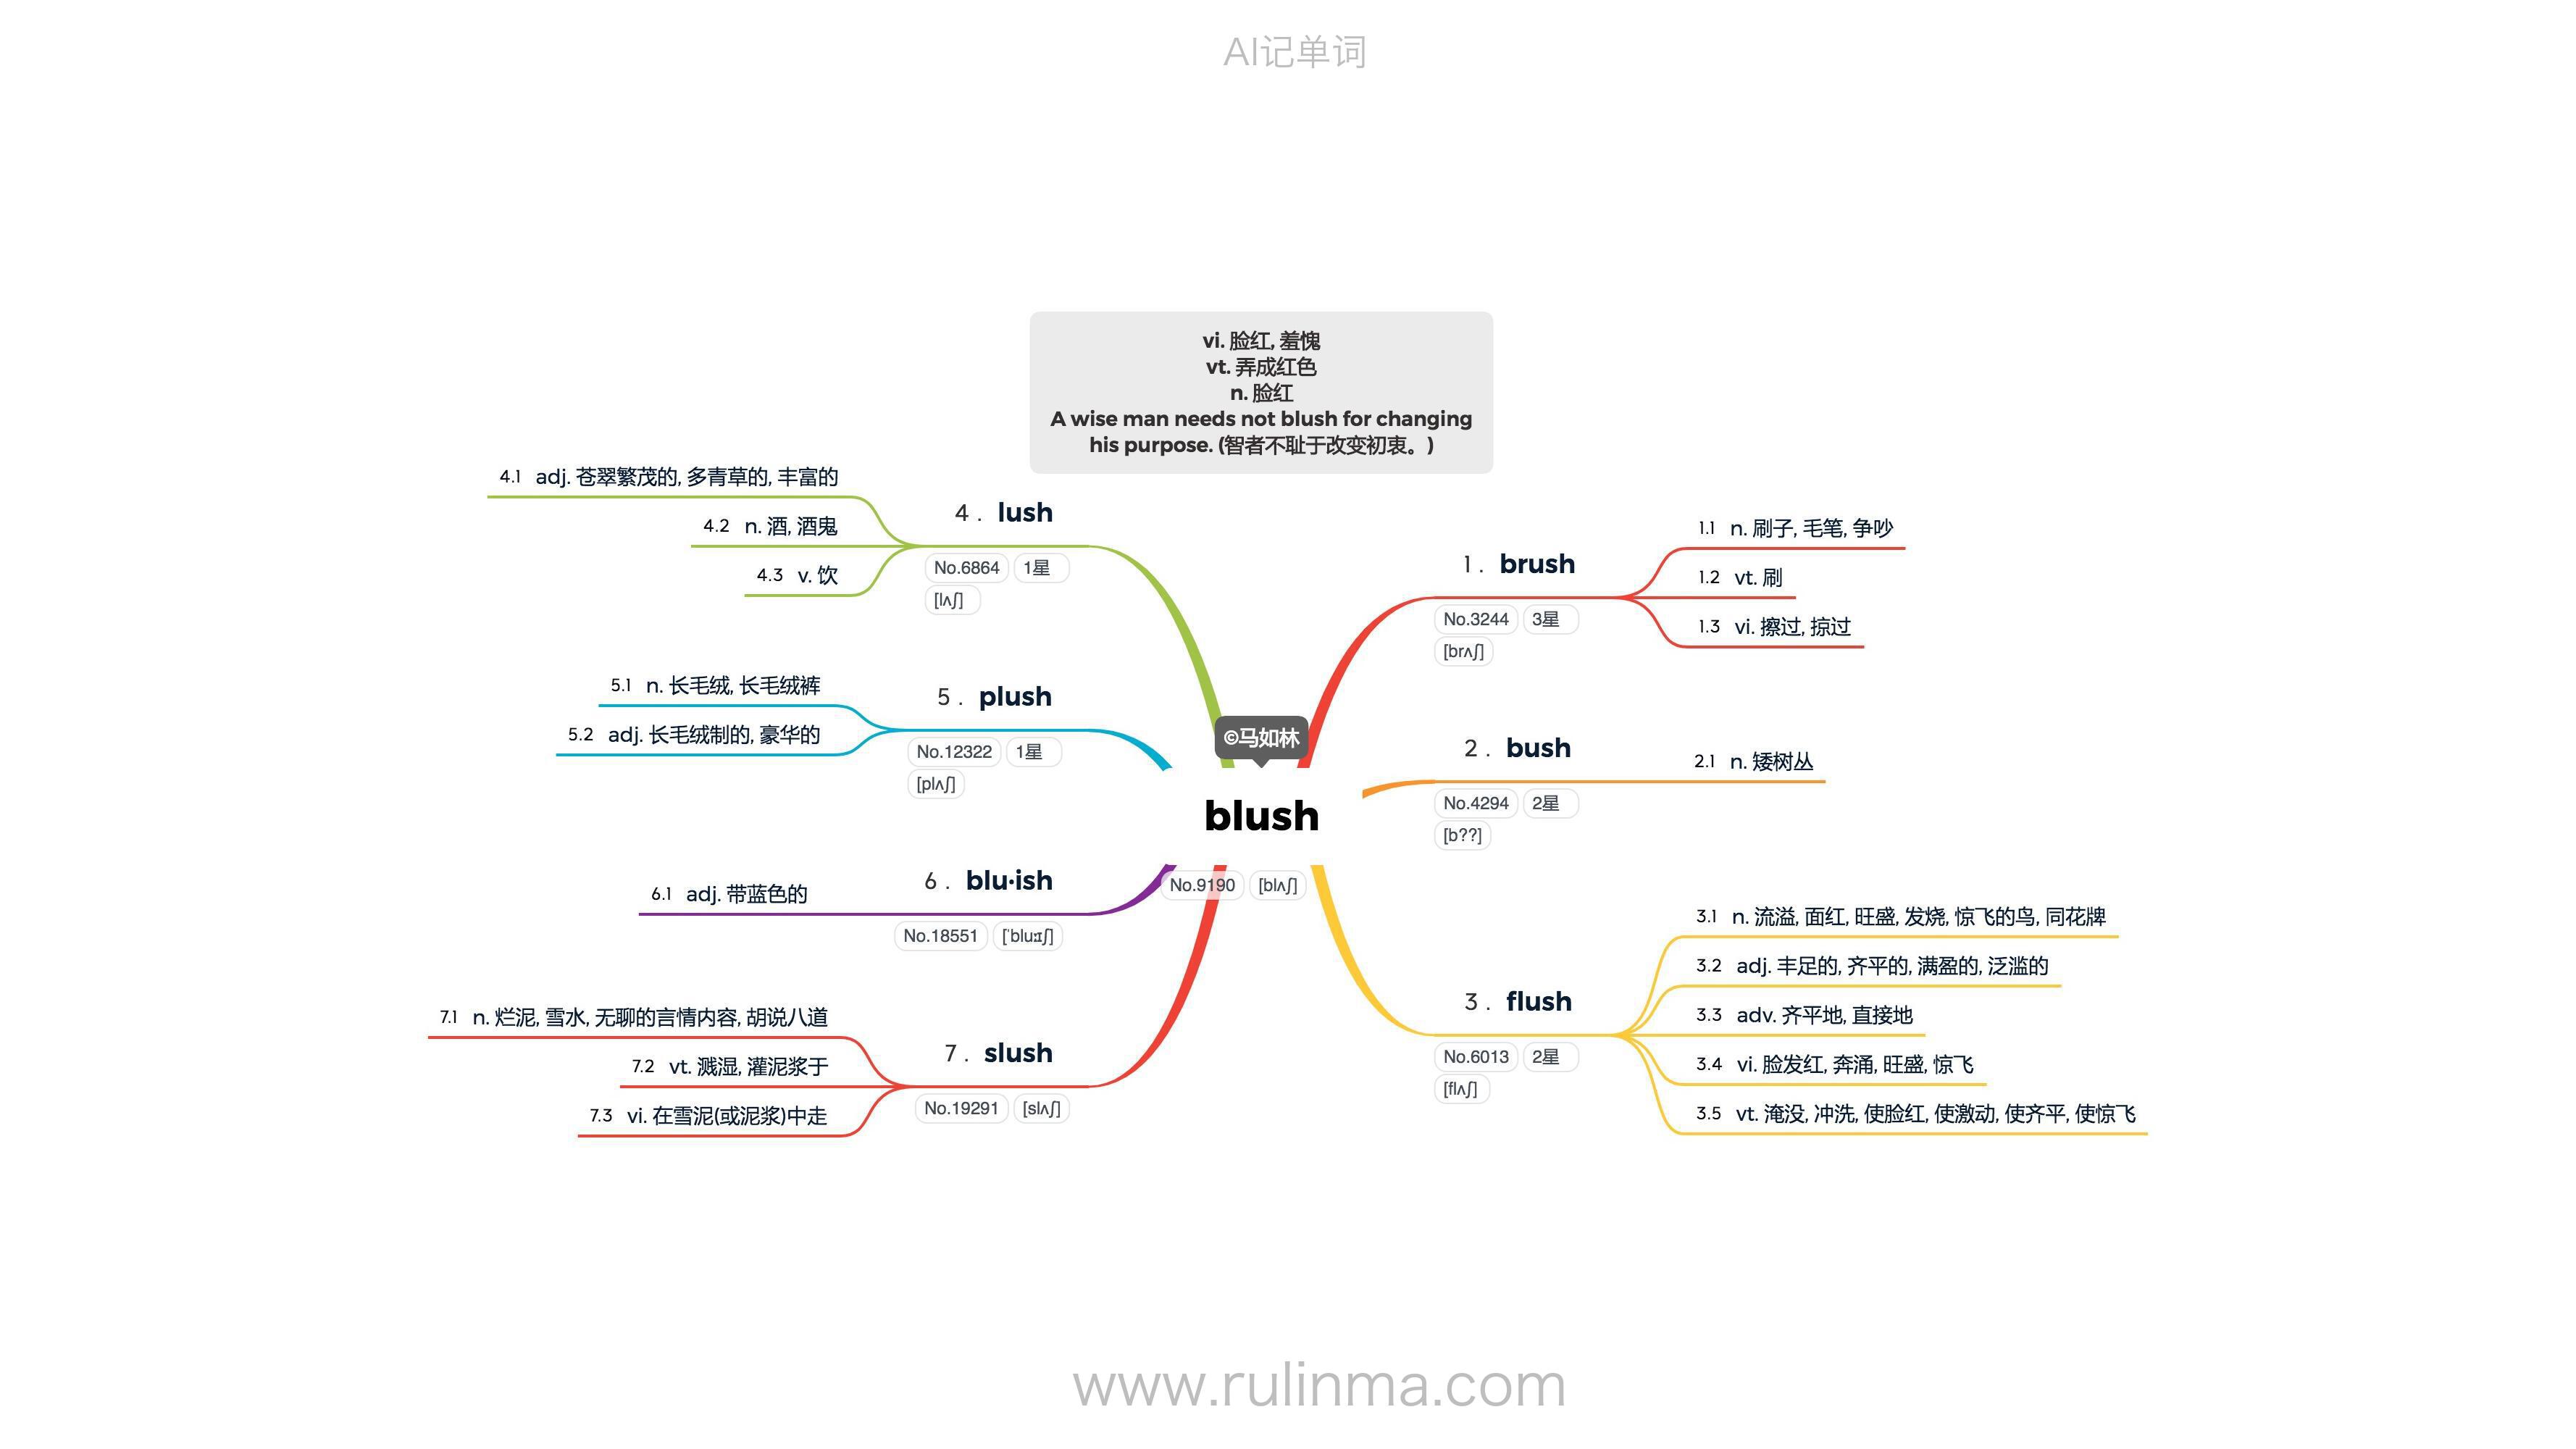 AI记单词
vi. 脸红, 羞愧
vt. 弄成红色
n. 脸红
A wise man needs not blush for changing
his purpose. (智者不耻于改变初衷。)
©马如林
blush
No.9190 [blʌʃ]
1. brush
No.3244 3星
[brʌʃ]
1.1 n. 刷子, 毛笔, 争吵
1.2 vt. 刷
1.3 vi. 擦过, 掠过
2. bush
No.4294 2星
[b??]
2.1 n. 矮树丛
3. flush
No.6013 2星
[flʌʃ]
3.1 n. 流溢, 面红, 旺盛, 发烧, 惊飞的鸟, 同花牌
3.2 adj. 丰足的, 齐平的, 满盈的, 泛滥的
3.3 adv. 齐平地, 直接地
3.4 vi. 脸发红, 奔涌, 旺盛, 惊飞
3.5 vt. 淹没, 冲洗, 使脸红, 使激动, 使齐平, 使惊飞
4. lush
No.6864 1星
[lʌʃ]
4.1 adj. 苍翠繁茂的, 多青草的, 丰富的
4.2 n. 酒, 酒鬼
4.3 v. 饮
5. plush
No.12322 1星
[plʌʃ]
5.1 n. 长毛绒, 长毛绒裤
5.2 adj. 长毛绒制的, 豪华的
6. blu·ish
No.18551 [ˈblu:ɪʃ]
6.1 adj. 带蓝色的
7. slush
No.19291 [slʌʃ]
7.1 n. 烂泥, 雪水, 无聊的言情内容, 胡说八道
7.2 vt. 溅湿, 灌泥浆于
7.3 vi. 在雪泥(或泥浆)中走
www.rulinma.com